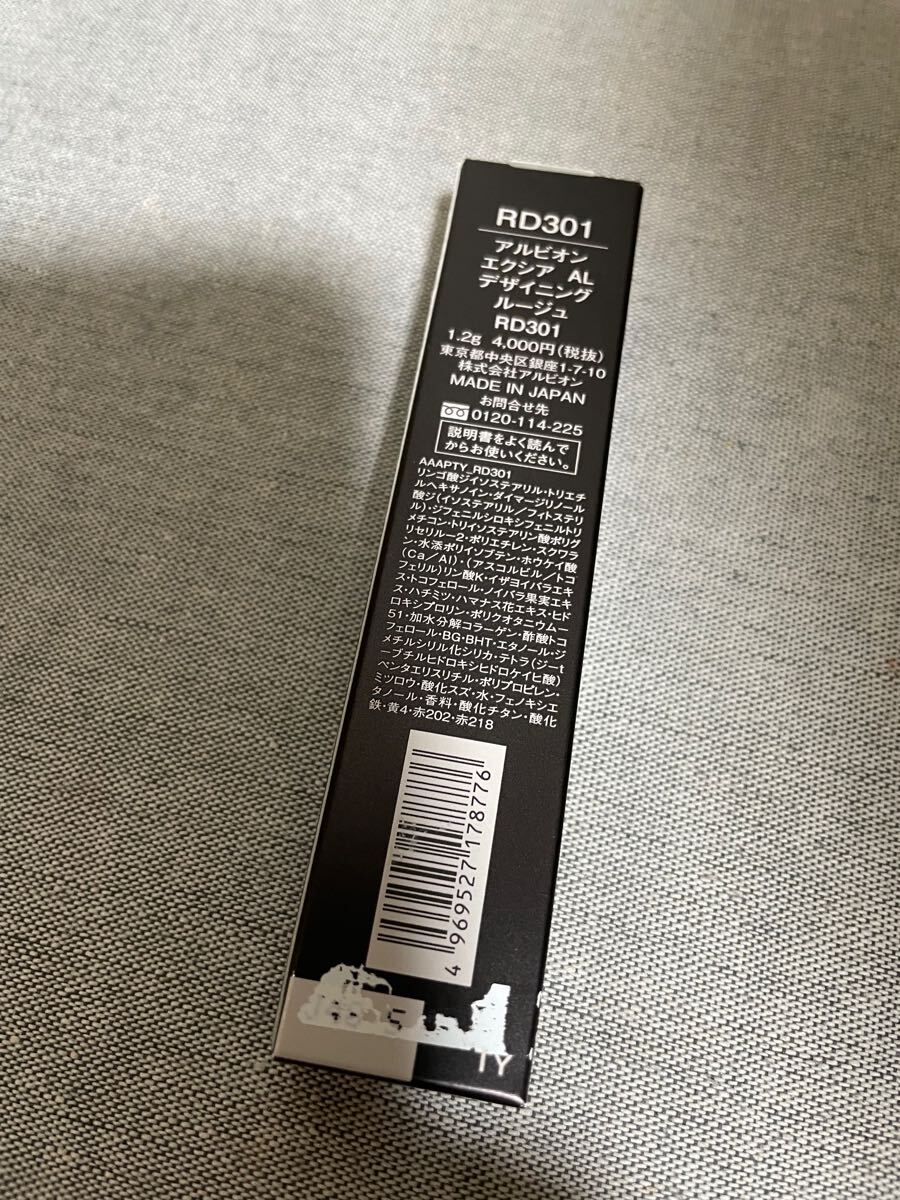 RD301
アルビオン
エクシア AL
デザイニング
ルージュ
RD301
1.2g 4,000円(税抜)
東京都中央区銀座1-7-10
株式会社アルビオン
MADE IN JAPAN
お問合せ先
0120-114-225
説明書をよく読んで
からお使いください。
AAAPTY_RD301
リンゴ酸ジイソステアリル・トリエチ
ルヘキサノイン・ダイマージリノール
酸ジ(イソステアリル/フィトステリ
ル)・ジフェニルシロキシフェニルトリ
メチコン・トリイソステアリン酸ポリグ
リセリル-2・ポリエチレン・スクワラ
ン・水添ポリイソブテン・ホウケイ酸
(Ca/Al)・(アスコルビル/トコ
フェリル)リン酸K・イザヨイバラエキ
ス・トコフェロール・ノイバラ果実エキ
ス・ハチミツ・ハマナス花エキス・ヒド
ロキシプロリン・ポリクオタニウム-
51・加水分解コラーゲン・酢酸トコ
フェロール・BG・BHT・エタノール・ジ
メチルシリル化シリカ・テトラ(ジ-t
-ブチルヒドロキシヒドロケイヒ酸)
ペンタエリスリチル・ポリプロピレン・
ミツロウ・酸化スズ・水・フェノキシエ
タノール・香料・酸化チタン・酸化
鉄・黄4・赤202・赤218
4969527178776
TY